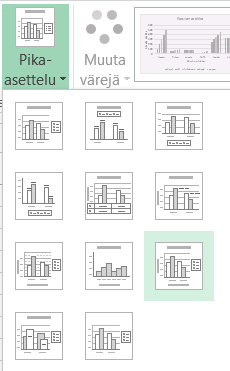 Pika-
asettelu
Muuta
värejä